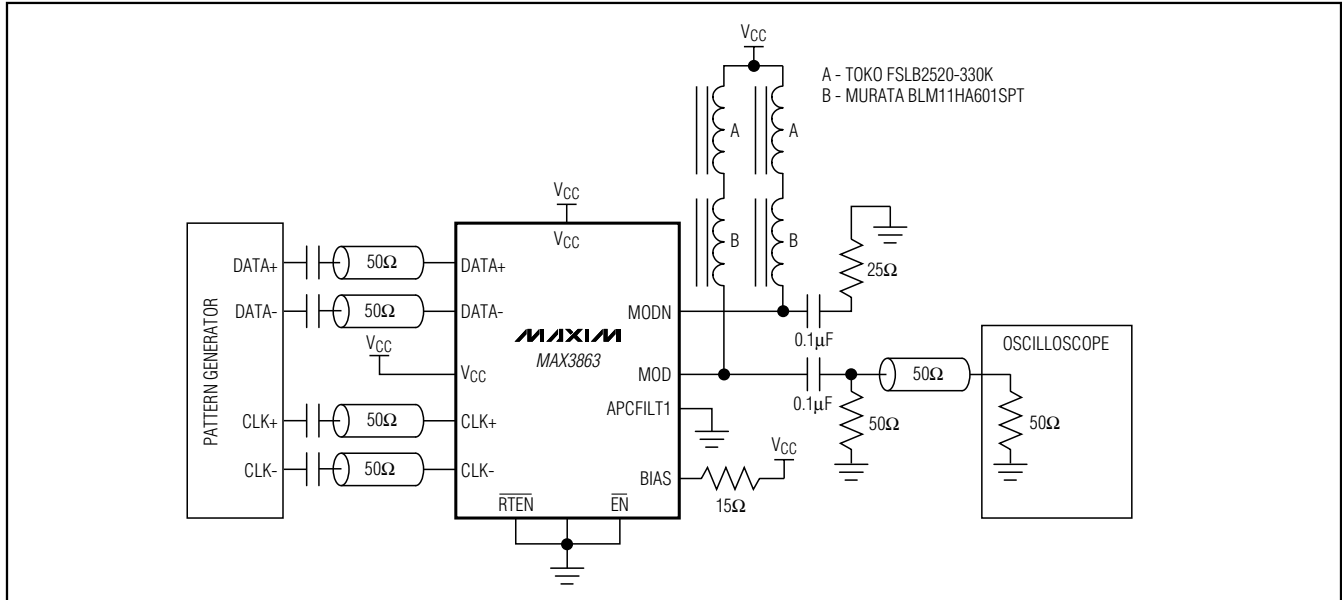 VCC
A - TOKO FSLB2520-330K
B - MURATA BLM11HA601SPT
A
A
B
B
VCC
VCC
PATTERN GENERATOR
DATA+
50Ω
DATA+
DATA-
50Ω
DATA-
VCC
VCC
CLK+
50Ω
CLK+
CLK-
50Ω
CLK-
MAXIM
MAX3863
MODN
MOD
APCFILT1
BIAS
RTEN
EN
25Ω
0.1µF
0.1µF
50Ω
50Ω
OSCILLOSCOPE
50Ω
VCC
15Ω